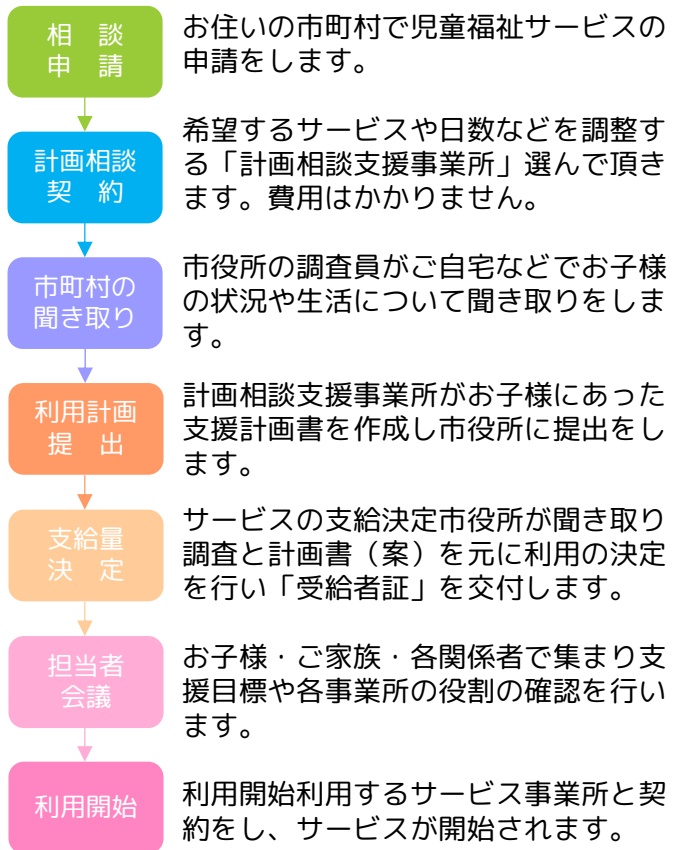 相　談
申　請
お住いの市町村で児童福祉サービスの
申請をします。
計画相談
契　約
希望するサービスや日数などを調整す
る「計画相談支援事業所」選んで頂き
ます。費用はかかりません。
市町村の
聞き取り
市役所の調査員がご自宅などでお子様
の状況や生活について聞き取りをしま
す。
利用計画
提　出
計画相談支援事業所がお子様にあった
支援計画書を作成し市役所に提出をし
ます。
支給量
決　定
サービスの支給決定市役所が聞き取り
調査と計画書（案）を元に利用の決定
を行い「受給者証」を交付します。
担当者
会議
お子様・ご家族・各関係者で集まり支
援目標や各事業所の役割の確認を行い
ます。
利用開始
利用開始利用するサービス事業所と契
約をし、サービスが開始されます。